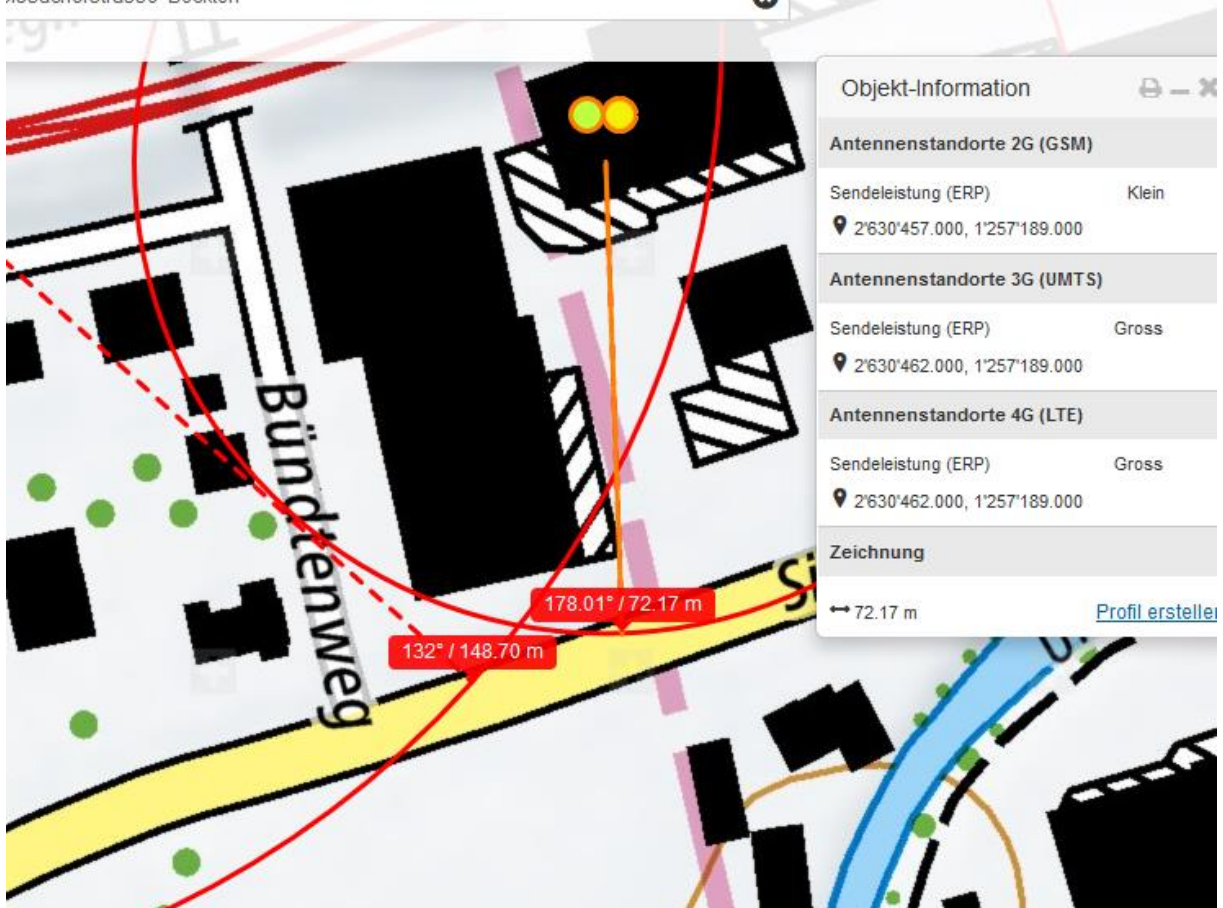 Objekt-Information
Antennenstandorte 2G (GSM)
Sendeleistung (ERP) Klein
2'630'457.000, 1'257'189.000
Antennenstandorte 3G (UMTS)
Sendeleistung (ERP) Gross
2'630'462.000, 1'257'189.000
Antennenstandorte 4G (LTE)
Sendeleistung (ERP) Gross
2'630'462.000, 1'257'189.000
Zeichnung
72.17 m Profil erstellen
Bündtenweg
178.01° / 72.17 m
132° / 148.70 m
Si